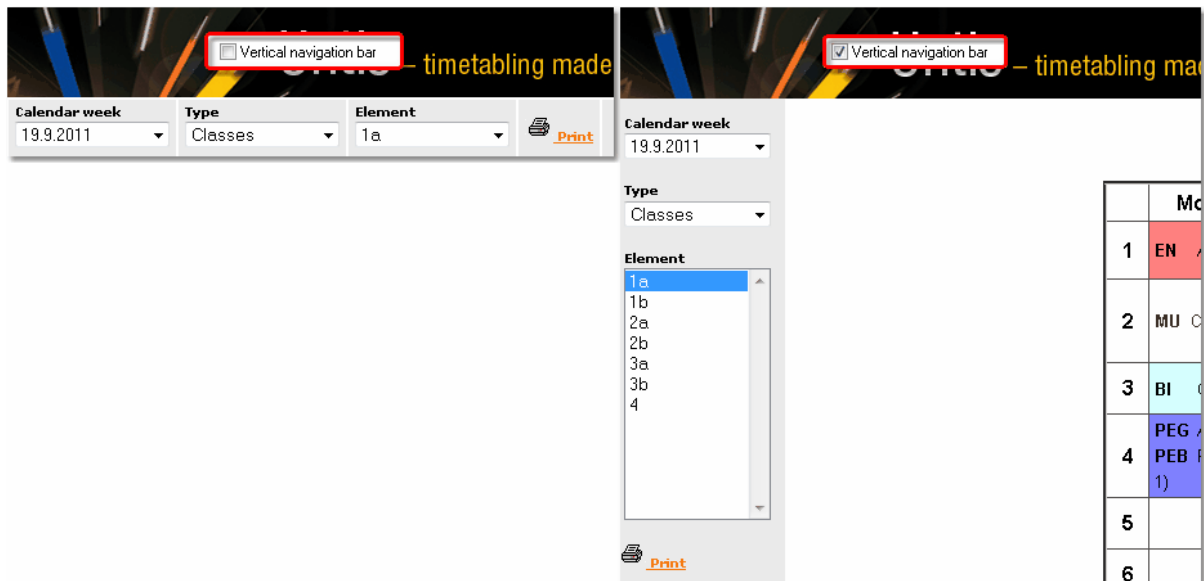 Vertical navigation bar
– timetabling made
Calendar week
Type
Element
19.9.2011
Classes
1a
Print
Vertical navigation bar
– timetabling
Calendar week
19.9.2011
Type
Classes
Element
1a
1b
2a
2b
3a
3b
4
Print
1 EN
2 MU
3 BI
4 PEG
PEB
1)
5
6